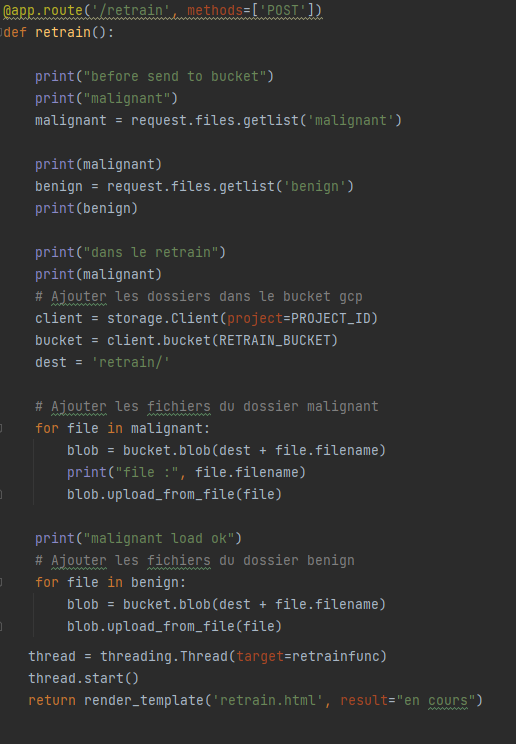 @app.route('/retrain', methods=['POST'])
def retrain():
print("before send to bucket")
print("malignant")
malignant = request.files.getlist('malignant')
print(malignant)
benign = request.files.getlist('benign')
print(benign)
print("dans le retrain")
print(malignant)
# Ajouter les dossiers dans le bucket gcp
client = storage.Client(project=PROJECT_ID)
bucket = client.bucket(RETRAIN_BUCKET)
dest = 'retrain/'
# Ajouter les fichiers du dossier malignant
for file in malignant:
blob = bucket.blob(dest + file.filename)
print("file :", file.filename)
blob.upload_from_file(file)
print("malignant load ok")
# Ajouter les fichiers du dossier benign
for file in benign:
blob = bucket.blob(dest + file.filename)
blob.upload_from_file(file)
thread = threading.Thread(target=retrainfunc)
thread.start()
return render_template('retrain.html', result="en cours")